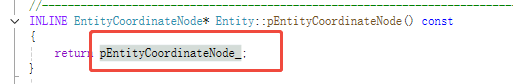 //----------------------------------------------------------------------
INLINE EntityCoordinateNode* Entity::pEntityCoordinateNode() const
{
return pEntityCoordinateNode_;
}